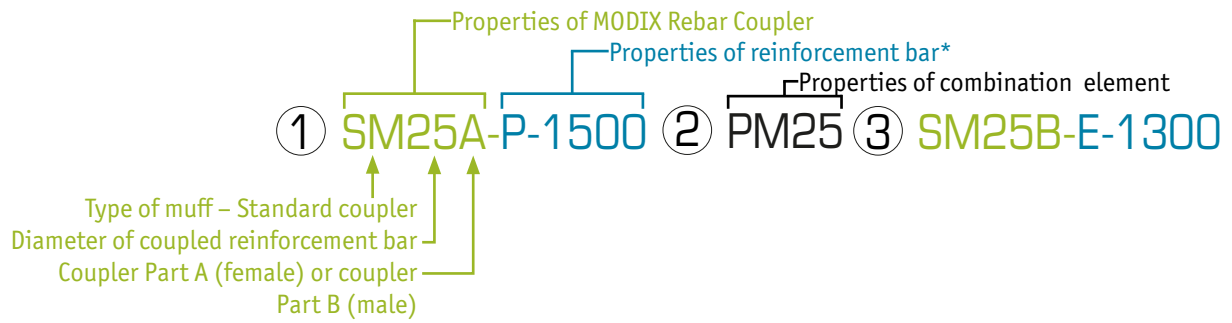 Properties of MODIX Rebar Coupler
Properties of reinforcement bar*
Properties of combination element
1 SM25A-P-1500 2 PM25 3 SM25B-E-1300
Type of muff – Standard coupler
Diameter of coupled reinforcement bar
Coupler Part A (female) or coupler
Part B (male)